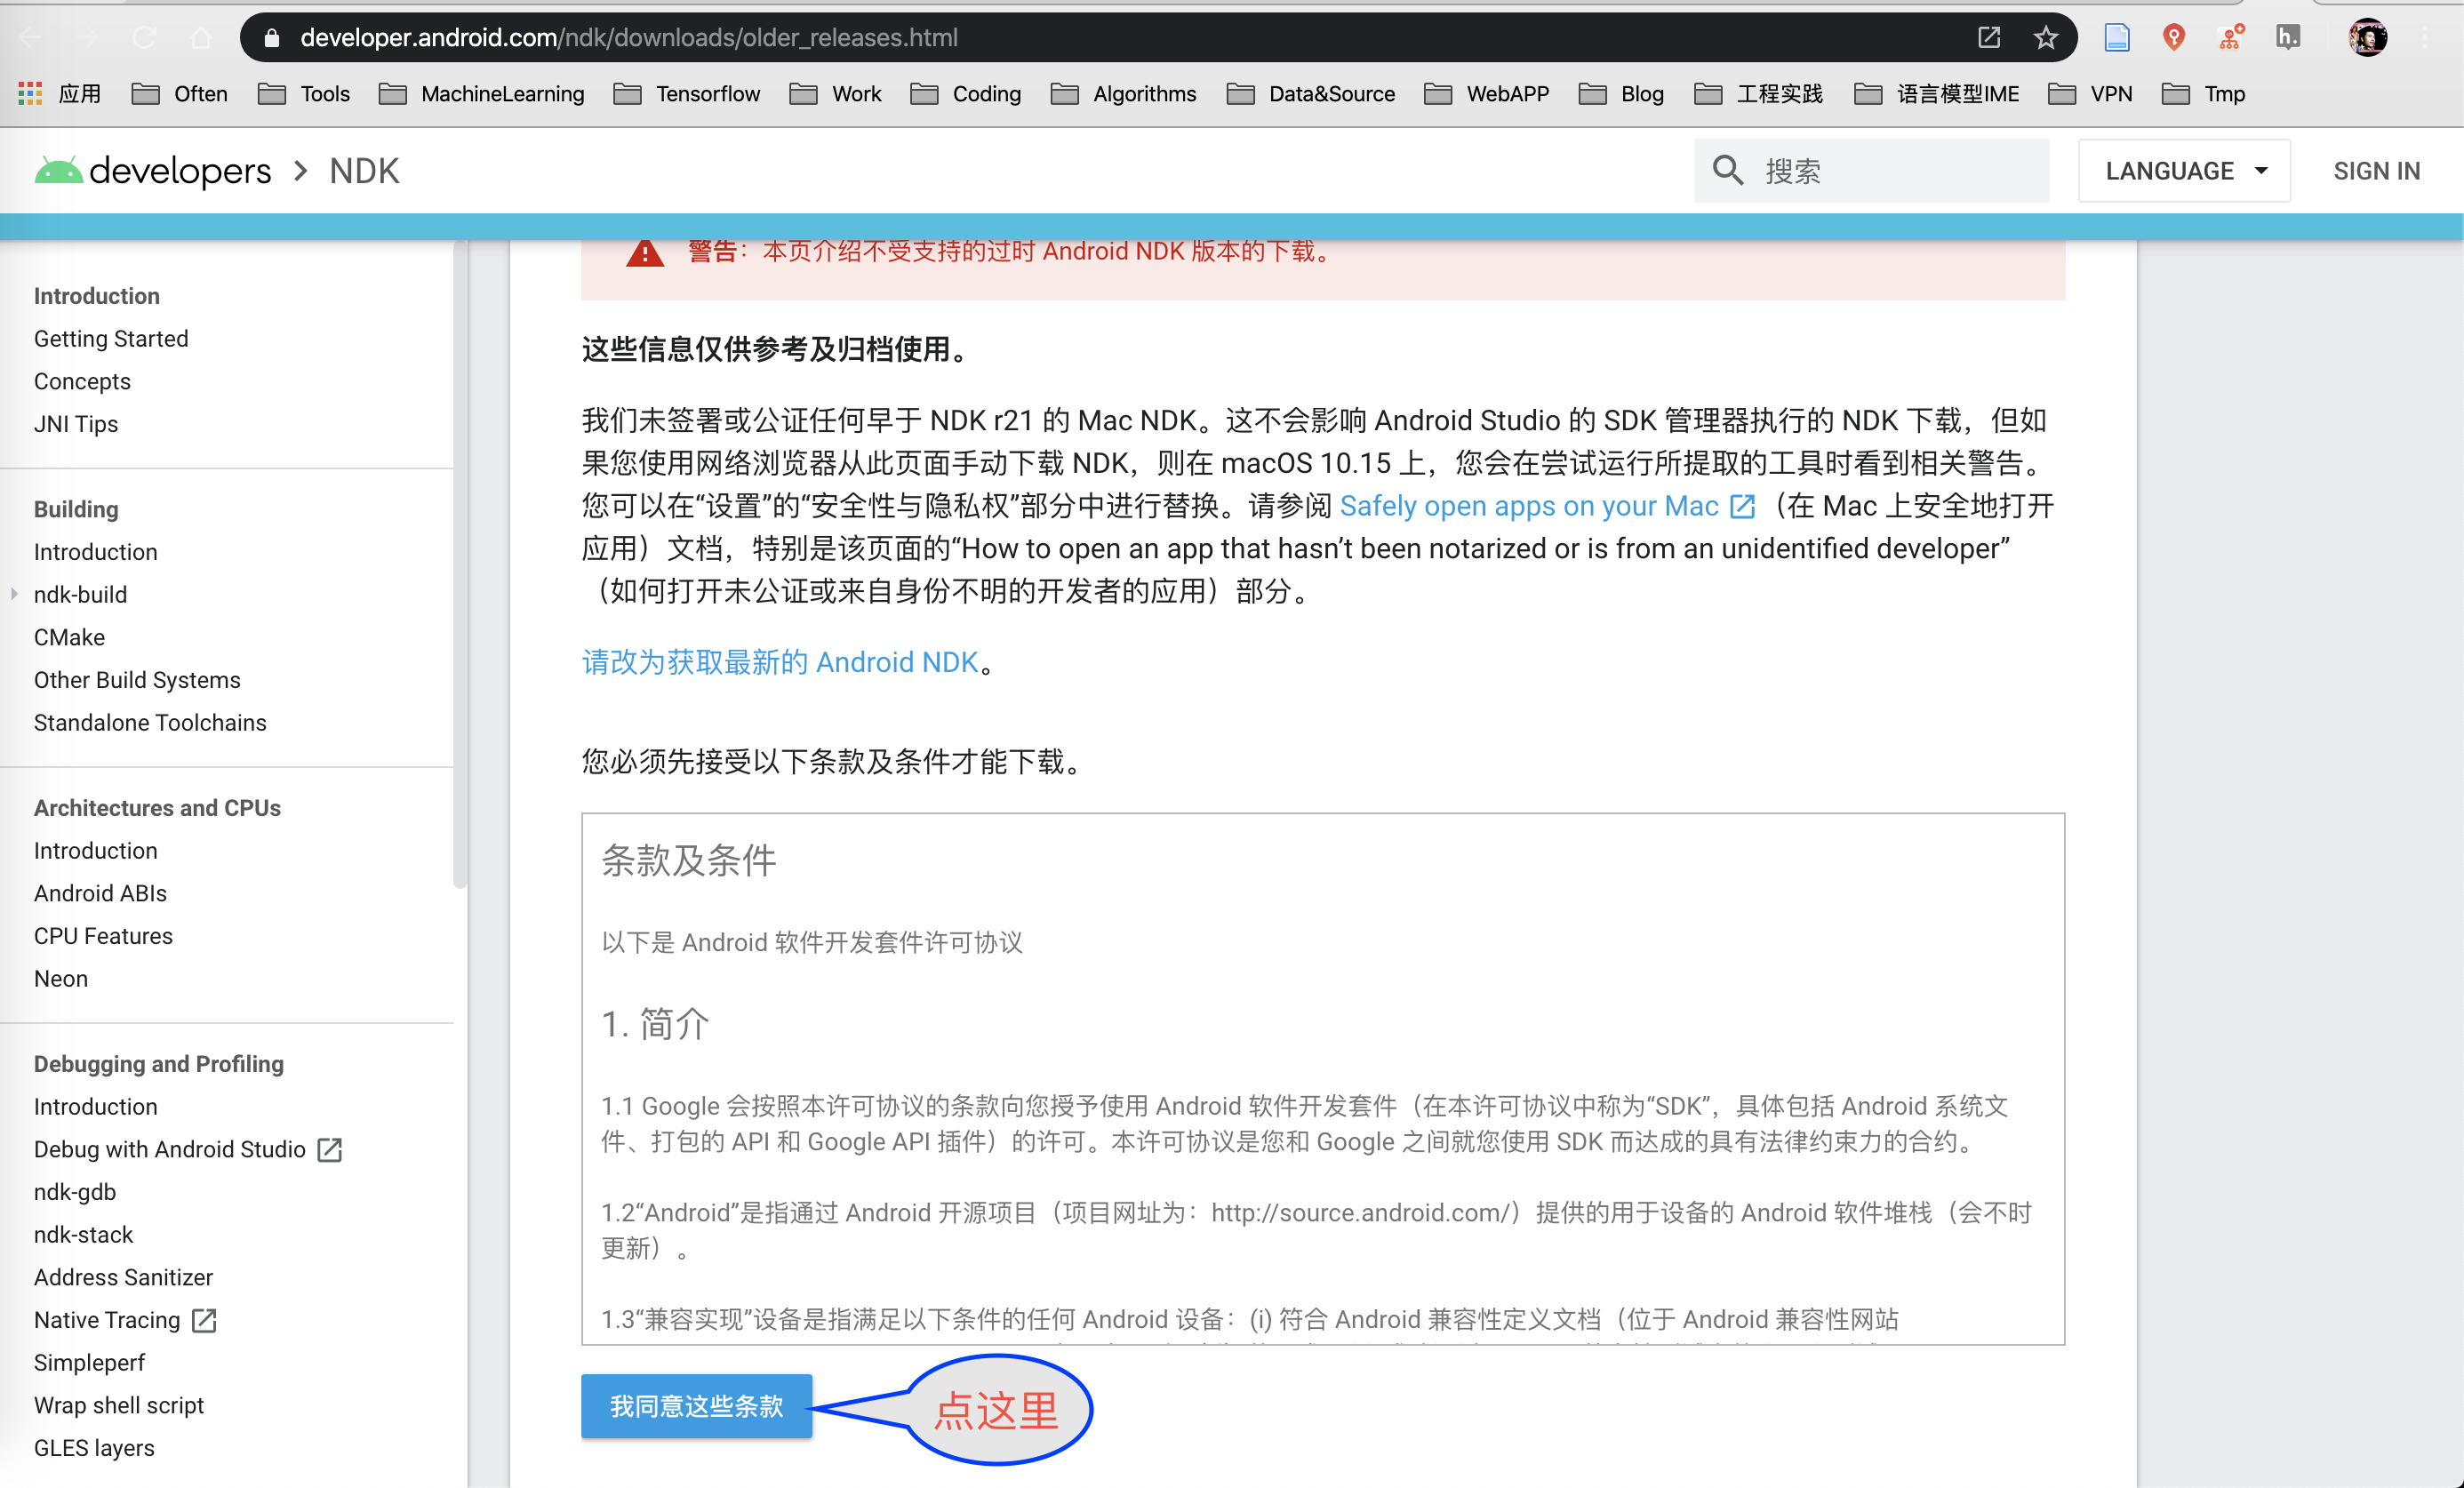 developer.android.com/ndk/downloads/older_releases.html
h.
应用 Often Tools MachineLearning Tensorflow Work Coding Algorithms Data&Source WebAPP Blog 工程实践 语言模型IME VPN Tmp
developers > NDK
搜索
LANGUAGE
SIGN IN
Introduction
Getting Started
Concepts
JNI Tips
Building
Introduction
ndk-build
CMake
Other Build Systems
Standalone Toolchains
Architectures and CPUs
Introduction
Android ABIs
CPU Features
Neon
Debugging and Profiling
Introduction
Debug with Android Studio
ndk-gdb
ndk-stack
Address Sanitizer
Native Tracing
Simpleperf
Wrap shell script
GLES layers
警告：本页介绍不受支持的过时 Android NDK 版本的下载。
这些信息仅供参考及归档使用。
我们未签署或公证任何早于 NDK r21 的 Mac NDK。这不会影响 Android Studio 的 SDK 管理器执行的 NDK 下载，但如
果您使用网络浏览器从此页面手动下载 NDK，则在 macOS 10.15 上，您会在尝试运行所提取的工具时看到相关警告。
您可以在“设置”的“安全性与隐私权”部分中进行替换。请参阅 Safely open apps on your Mac （在 Mac 上安全地打开
应用）文档，特别是该页面的“How to open an app that hasn’t been notarized or is from an unidentified developer”
（如何打开未公证或来自身份不明的开发者的应用）部分。
请改为获取最新的 Android NDK。
您必须先接受以下条款及条件才能下载。
条款及条件
以下是 Android 软件开发套件许可协议
1. 简介
1.1 Google 会按照本许可协议的条款向您授予使用 Android 软件开发套件（在本许可协议中称为“SDK”，具体包括 Android 系统文
件、打包的 API 和 Google API 插件）的许可。本许可协议是您和 Google 之间就您使用 SDK 而达成的具有法律约束力的合约。
1.2“Android”是指通过 Android 开源项目（项目网址为：http://source.android.com/）提供的用于设备的 Android 软件堆栈（会不时
更新）。
1.3“兼容实现”设备是指满足以下条件的任何 Android 设备：(i) 符合 Android 兼容性定义文档（位于 Android 兼容性网站
我同意这些条款
点这里